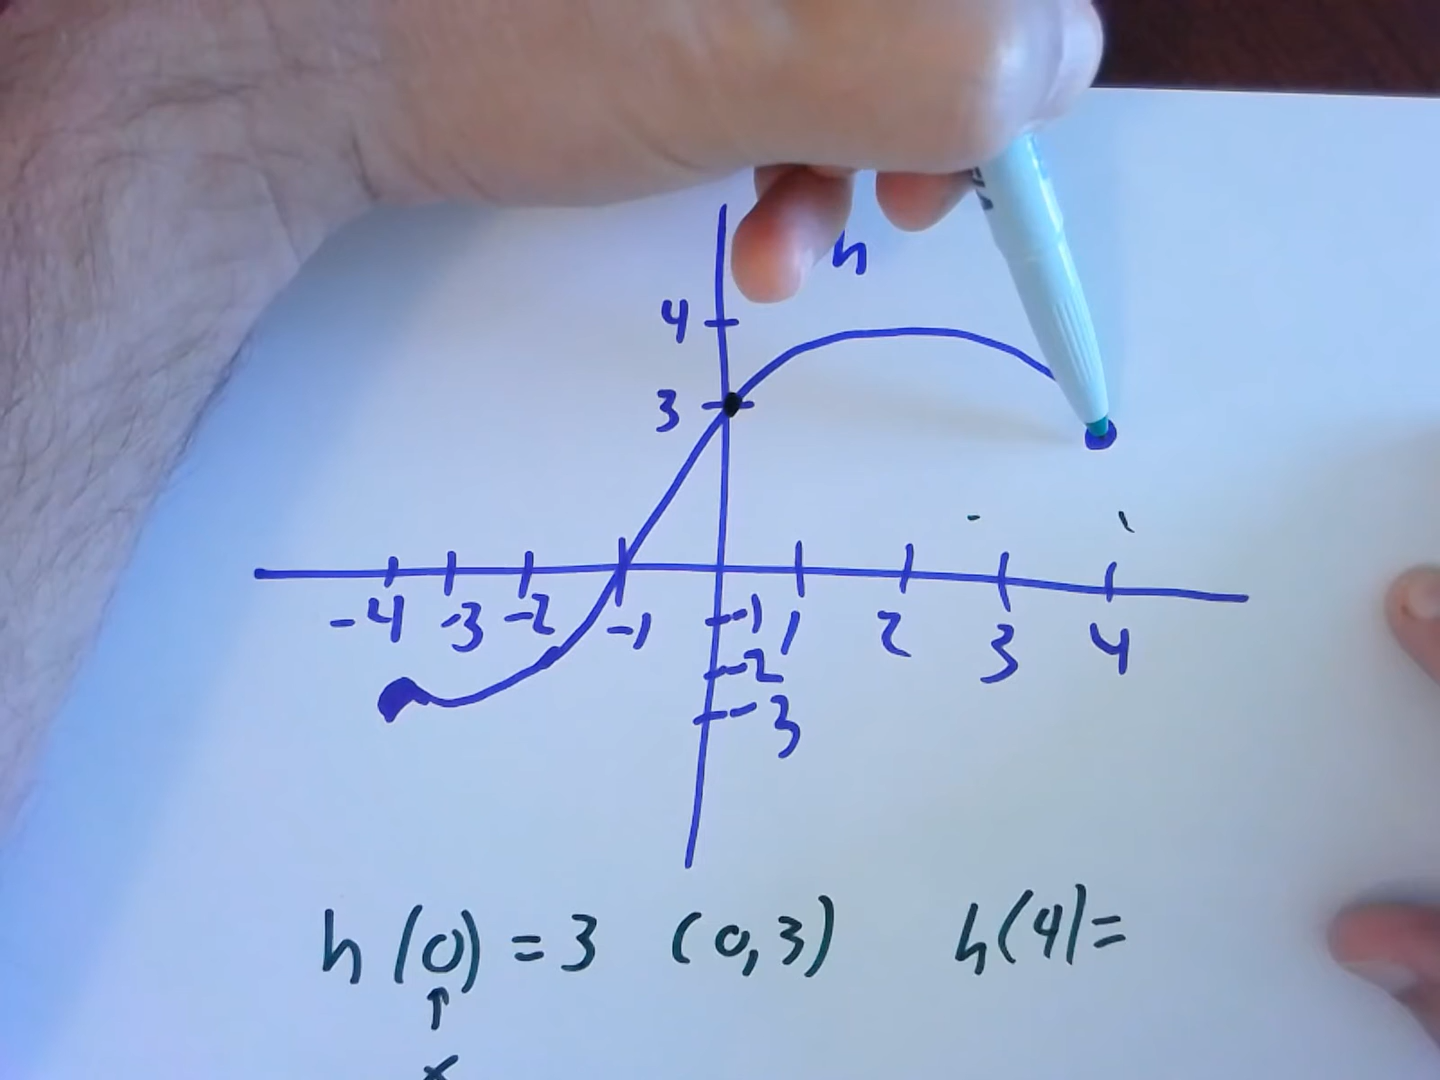 h
4
3
-4 -3 -2 -1 -1 1 2 3 4
-2
-3
h(0) = 3 (0,3) h(4)=
↑
x